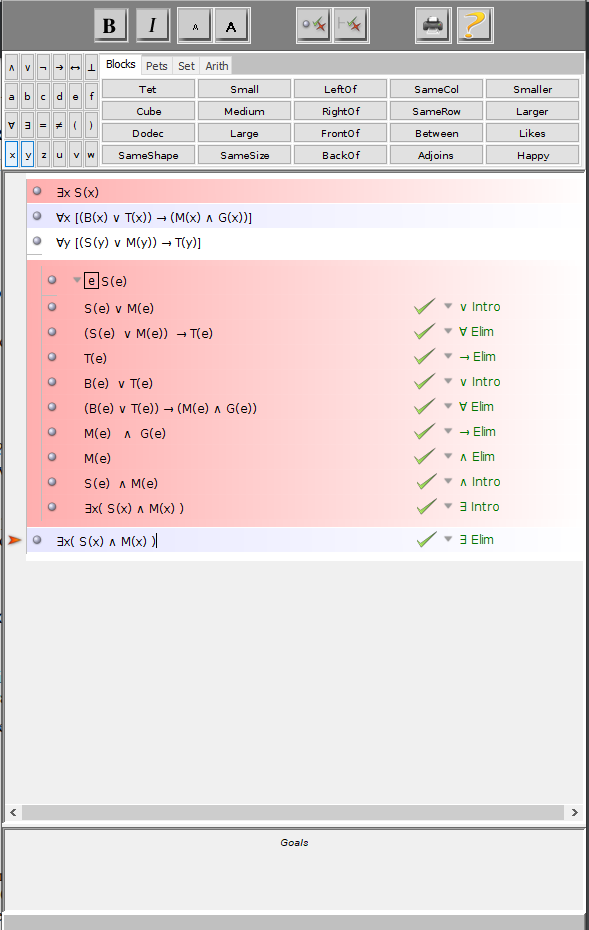 B I A A
∧ ∨ ¬ → ↔ ⊥ Blocks Pets Set Arith
a b c d e f Tet Small LeftOf SameCol Smaller
∀ ∃ = ≠ ( ) Cube Medium RightOf SameRow Larger
x y z u v w Dodec Large FrontOf Between Likes
SameShape SameSize BackOf Adjoins Happy
∃x S(x)
∀x [(B(x) ∨ T(x)) → (M(x) ∧ G(x))]
∀y [(S(y) ∨ M(y)) → T(y)]
e S(e)
S(e) ∨ M(e) ∨ Intro
(S(e) ∨ M(e)) → T(e) ∀ Elim
T(e) → Elim
B(e) ∨ T(e) ∨ Intro
(B(e) ∨ T(e)) → (M(e) ∧ G(e)) ∀ Elim
M(e) ∧ G(e) → Elim
M(e) ∧ Elim
S(e) ∧ M(e) ∧ Intro
∃x( S(x) ∧ M(x) ) ∃ Intro
∃x( S(x) ∧ M(x) ) ∃ Elim
Goals